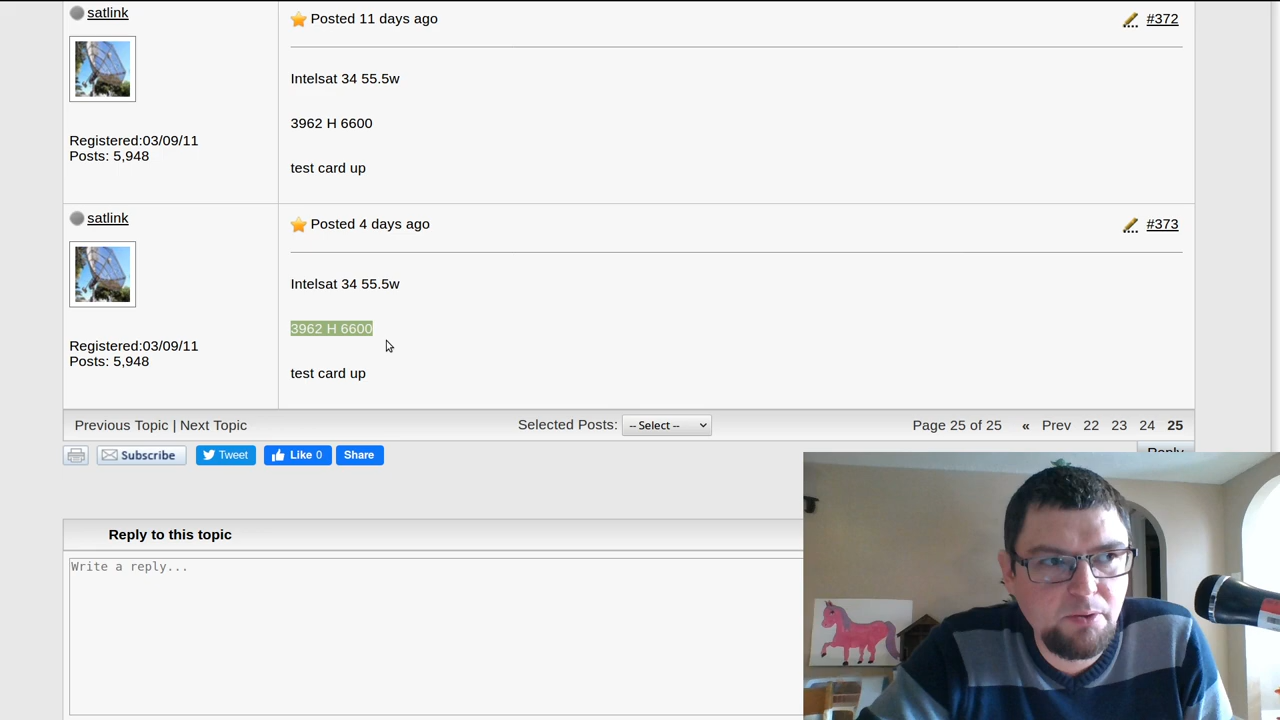 satlink
Posted 11 days ago
#372
Intelsat 34 55.5w
3962 H 6600
test card up
Registered:03/09/11
Posts: 5,948
satlink
Posted 4 days ago
#373
Intelsat 34 55.5w
3962 H 6600
test card up
Registered:03/09/11
Posts: 5,948
Previous Topic | Next Topic
Selected Posts: -- Select --
Page 25 of 25 « Prev 22 23 24 25
Subscribe
Tweet
Like 0
Share
Reply
Reply to this topic
Write a reply...